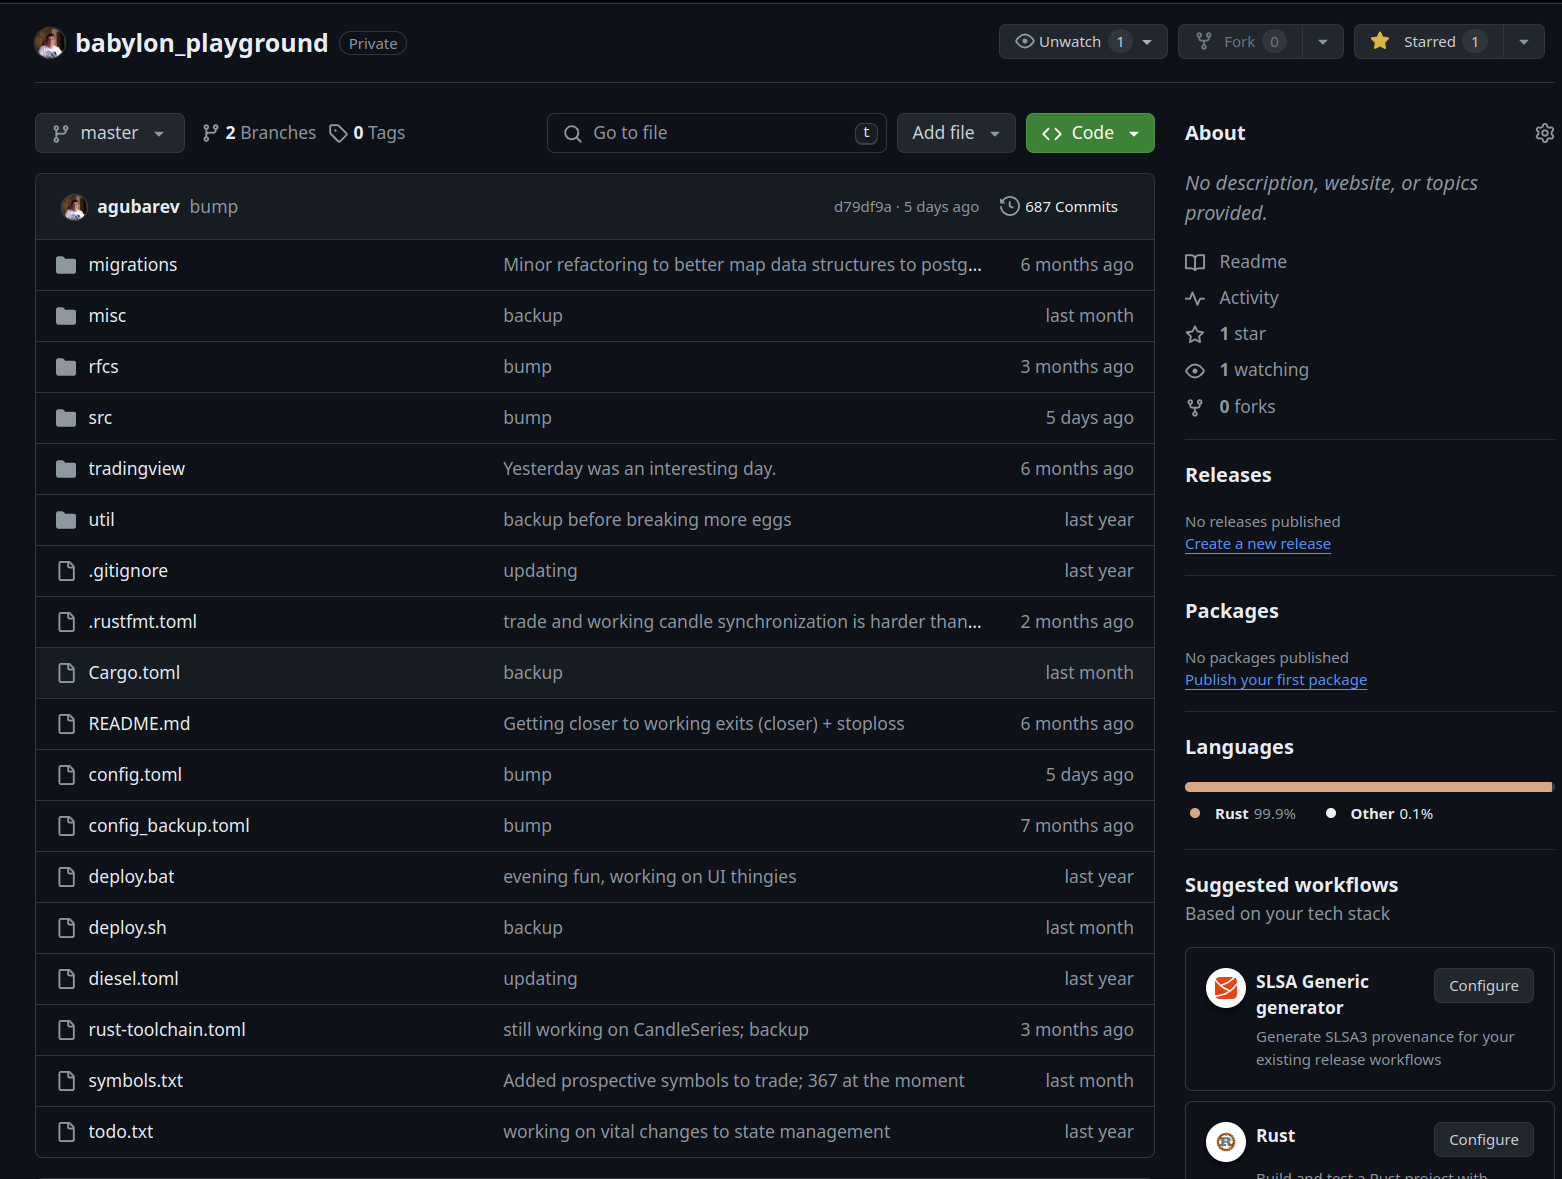 babylon_playground Private
Unwatch 1
Fork 0
Starred 1
master
2 Branches
0 Tags
Go to file t
Add file
Code
agubarev bump d79df9a · 5 days ago 687 Commits
migrations Minor refactoring to better map data structures to postg... 6 months ago
misc backup last month
rfcs bump 3 months ago
src bump 5 days ago
tradingview Yesterday was an interesting day. 6 months ago
util backup before breaking more eggs last year
.gitignore updating last year
.rustfmt.toml trade and working candle synchronization is harder than... 2 months ago
Cargo.toml backup last month
README.md Getting closer to working exits (closer) + stoploss 6 months ago
config.toml bump 5 days ago
config_backup.toml bump 7 months ago
deploy.bat evening fun, working on UI thingies last year
deploy.sh backup last month
diesel.toml updating last year
rust-toolchain.toml still working on CandleSeries; backup 3 months ago
symbols.txt Added prospective symbols to trade; 367 at the moment last month
todo.txt working on vital changes to state management last year
About
No description, website, or topics
provided.
Readme
Activity
1 star
1 watching
0 forks
Releases
No releases published
Create a new release
Packages
No packages published
Publish your first package
Languages
Rust 99.9% Other 0.1%
Suggested workflows
Based on your tech stack
SLSA Generic
generator
Configure
Generate SLSA3 provenance for your
existing release workflows
Rust
Configure
Build and test a Rust project with